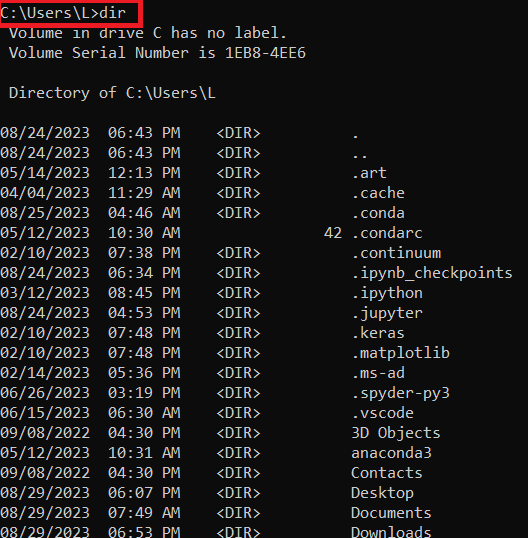 C:\Users\L>dir
Volume in drive C has no label.
Volume Serial Number is 1EB8-4EE6
Directory of C:\Users\L
08/24/2023  06:43 PM    <DIR>          .
08/24/2023  06:43 PM    <DIR>          ..
05/14/2023  12:13 PM    <DIR>          .art
04/04/2023  11:29 AM    <DIR>          .cache
08/25/2023  04:46 AM    <DIR>          .conda
05/12/2023  10:30 AM                42 .condarc
02/10/2023  07:38 PM    <DIR>          .continuum
08/24/2023  06:34 PM    <DIR>          .ipynb_checkpoints
03/12/2023  08:45 PM    <DIR>          .ipython
08/24/2023  04:53 PM    <DIR>          .jupyter
02/10/2023  07:48 PM    <DIR>          .keras
02/10/2023  07:48 PM    <DIR>          .matplotlib
02/14/2023  05:36 PM    <DIR>          .ms-ad
06/26/2023  03:19 PM    <DIR>          .spyder-py3
06/15/2023  06:30 AM    <DIR>          .vscode
09/08/2022  04:30 PM    <DIR>          3D Objects
05/12/2023  10:31 AM    <DIR>          anaconda3
09/08/2022  04:30 PM    <DIR>          Contacts
08/29/2023  06:07 PM    <DIR>          Desktop
08/29/2023  07:49 AM    <DIR>          Documents
08/29/2023  06:53 PM    <DIR>          Downloads